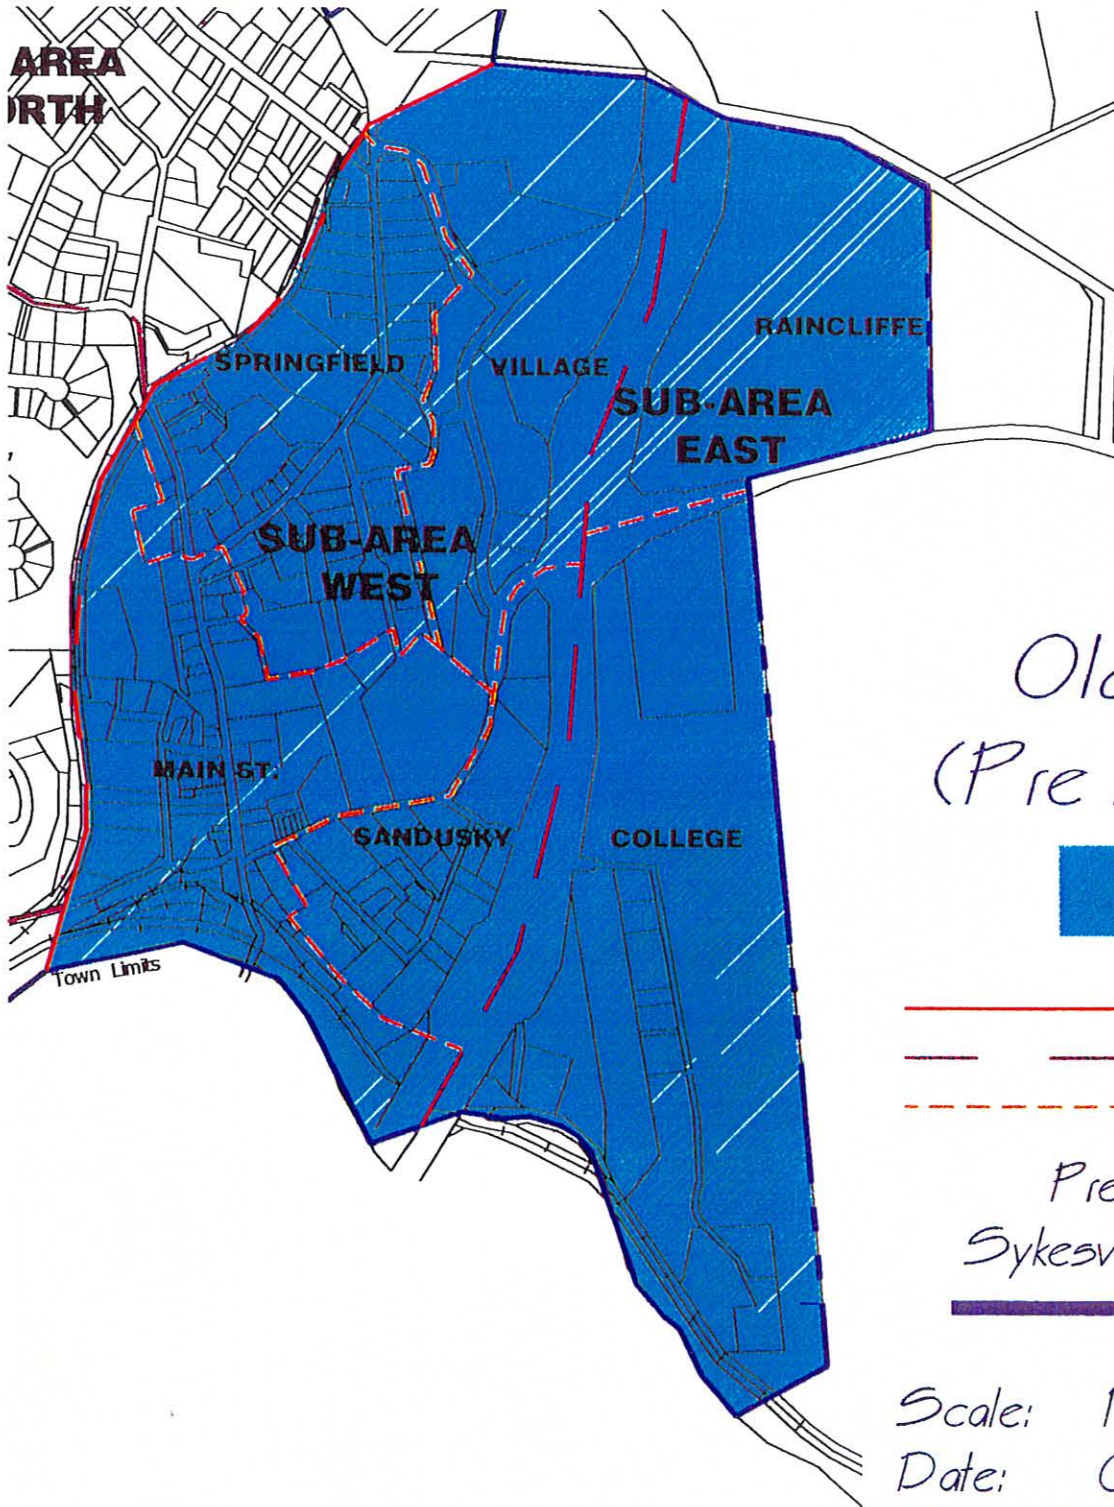 AREA
RTH
SPRINGFIELD
VILLAGE
RAINCLIFFE
SUB-AREA
EAST
SUB-AREA
WEST
MAIN ST.
SANDUSKY
COLLEGE
Town Limits
(Pre
Scale:
Date: